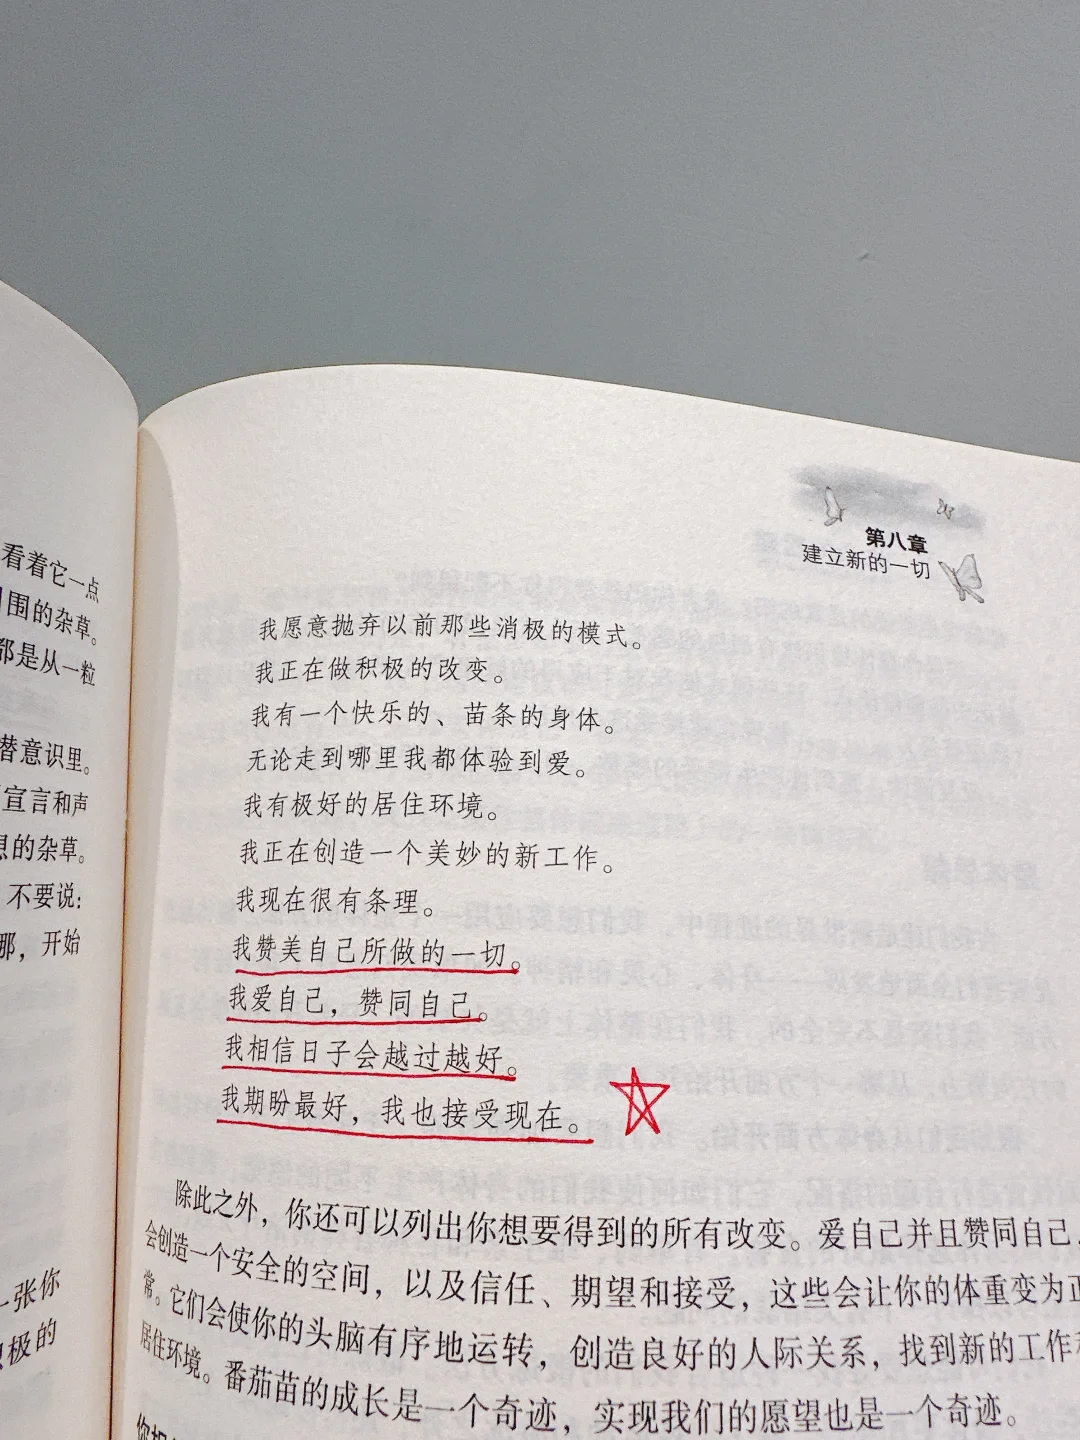 看着它一点
围的杂草。
都是从一粒
替意识里。
宣言和声
的杂草。
不要说：
那，开始
一张你
极的
第八章
建立新的一切
我愿意抛弃以前那些消极的模式。
我正在做积极的改变。
我有一个快乐的、苗条的身体。
无论走到哪里我都体验到爱。
我有极好的居住环境。
我正在创造一个美妙的新工作。
我现在很有条理。
我赞美自己所做的一切。
我爱自己，赞同自己。
我相信日子会越过越好。
我期盼最好，我也接受现在。
除此之外，你还可以列出你想要得到的所有改变。爱自己并且赞同自己，
会创造一个安全的空间，以及信任、期望和接受，这些会让你的体重变为正
常。它们会使你的头脑有序地运转，创造良好的人际关系，找到新的工作和
居住环境。番茄苗的成长是一个奇迹，实现我们的愿望也是一个奇迹。